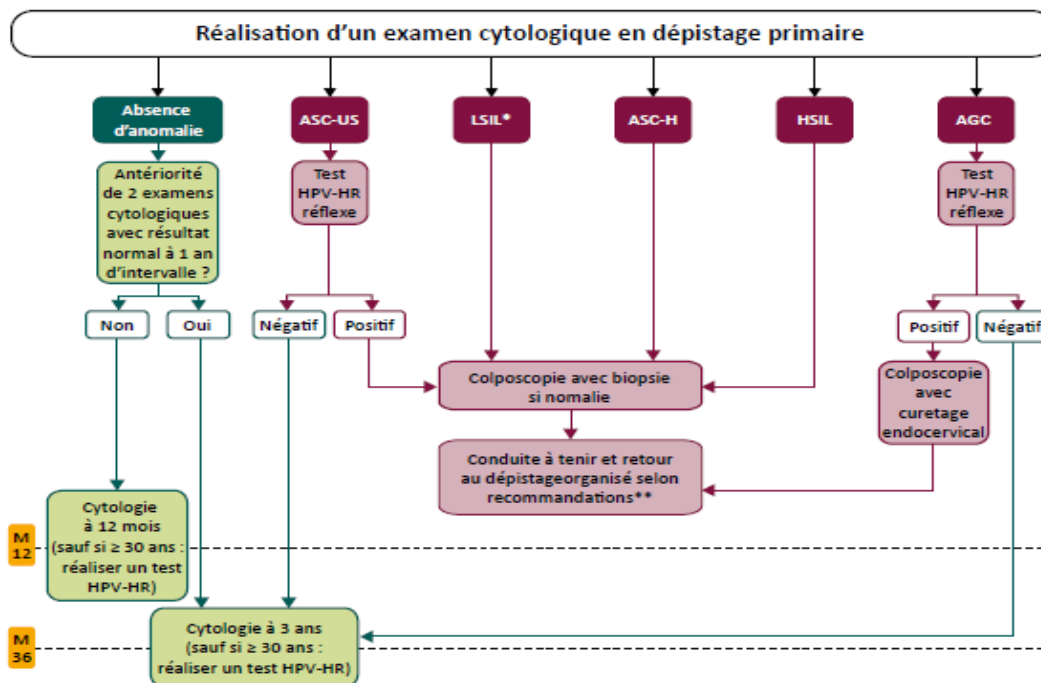 Réalisation d'un examen cytologique en dépistage primaire
Absence
d'anomalie
ASC-US
LSIL*
ASC-H
HSIL
AGC
Antériorité
de 2 examens
cytologiques
avec résultat
normal à 1 an
d'intervalle ?
Test
HPV-HR
réflexe
Test
HPV-HR
réflexe
Non
Oui
Négatif
Positif
Positif
Négatif
Colposcopie avec biopsie
si nomalie
Colposcopie
avec
curetage
endocervical
Conduite à tenir et retour
au dépistageorganisé selon
recommandations**
Cytologie
à 12 mois
(sauf si ≥ 30 ans :
réaliser un test
HPV-HR)
M
12
Cytologie à 3 ans
(sauf si ≥ 30 ans :
réaliser un test HPV-HR)
M
36